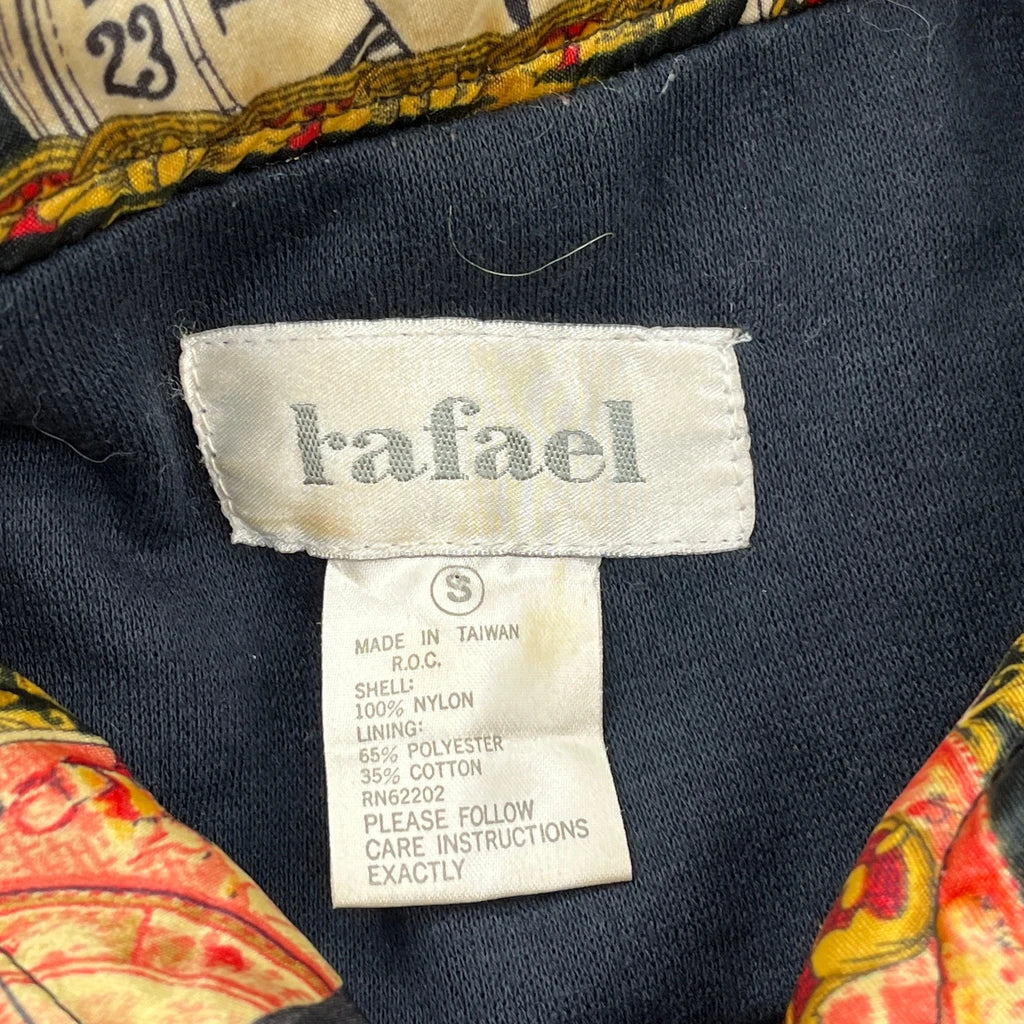 23
rafael
S
MADE IN TAIWAN
R.O.C.
SHELL:
100% NYLON
LINING:
65% POLYESTER
35% COTTON
RN62202
PLEASE FOLLOW
CARE INSTRUCTIONS
EXACTLY